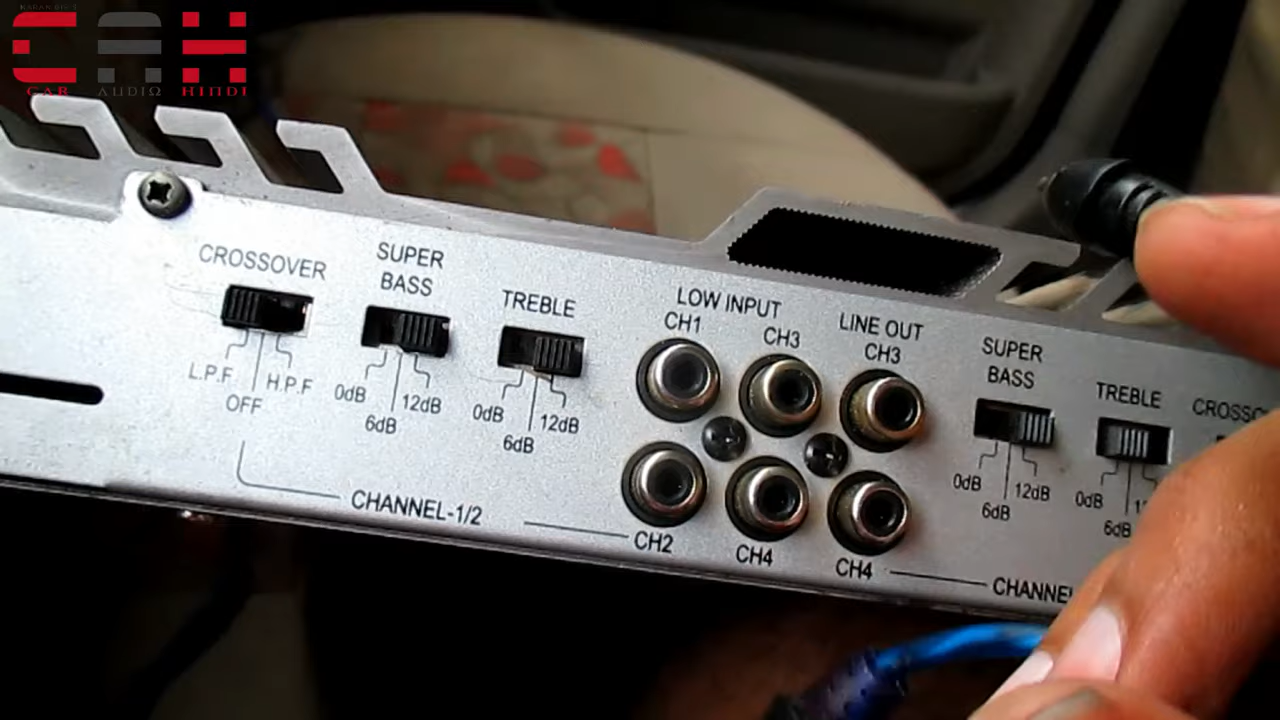 CAH
CAR AUDIO HINDI
CROSSOVER
L.P.F
H.P.F
OFF
SUPER
BASS
0dB
12dB
6dB
TREBLE
0dB
12dB
6dB
CHANNEL-1/2
LOW INPUT
CH1
CH3
LINE OUT
CH3
CH2
CH4
CH4
SUPER
BASS
0dB
12dB
6dB
TREBLE
0dB
6dB